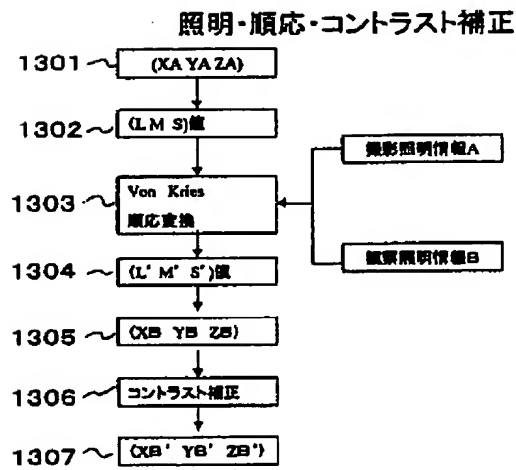 照明・順応・コントラスト補正
1301 (XA YA ZA)
1302 (L M S)値
撮影照明情報A
1303 Von Kries
順応変換
1304 (L' M' S')値
観察照明情報B
1305 (XB YB ZB)
1306 コントラスト補正
1307 (XB' YB' ZB')